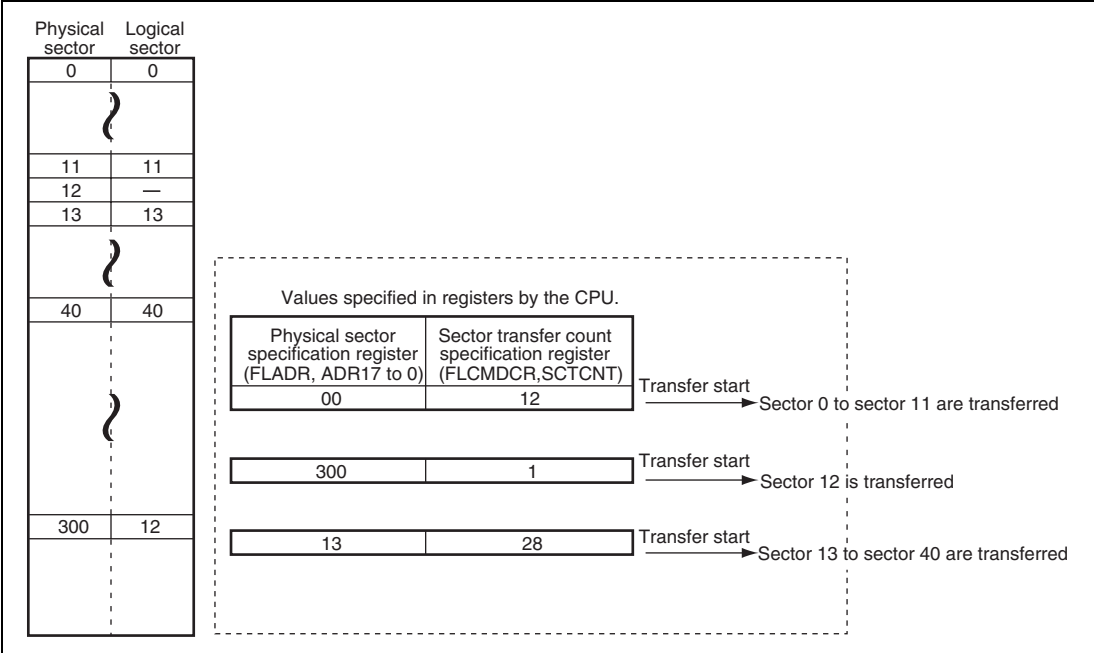 Physical sector Logical sector
0 0
11 11
12 —
13 13
40 40
300 12
Values specified in registers by the CPU.
Physical sector specification register (FLADR, ADR17 to 0) Sector transfer count specification register (FLCMDCR,SCTCNT)
00 12
Transfer start
Sector 0 to sector 11 are transferred
300 1
Transfer start
Sector 12 is transferred
13 28
Transfer start
Sector 13 to sector 40 are transferred